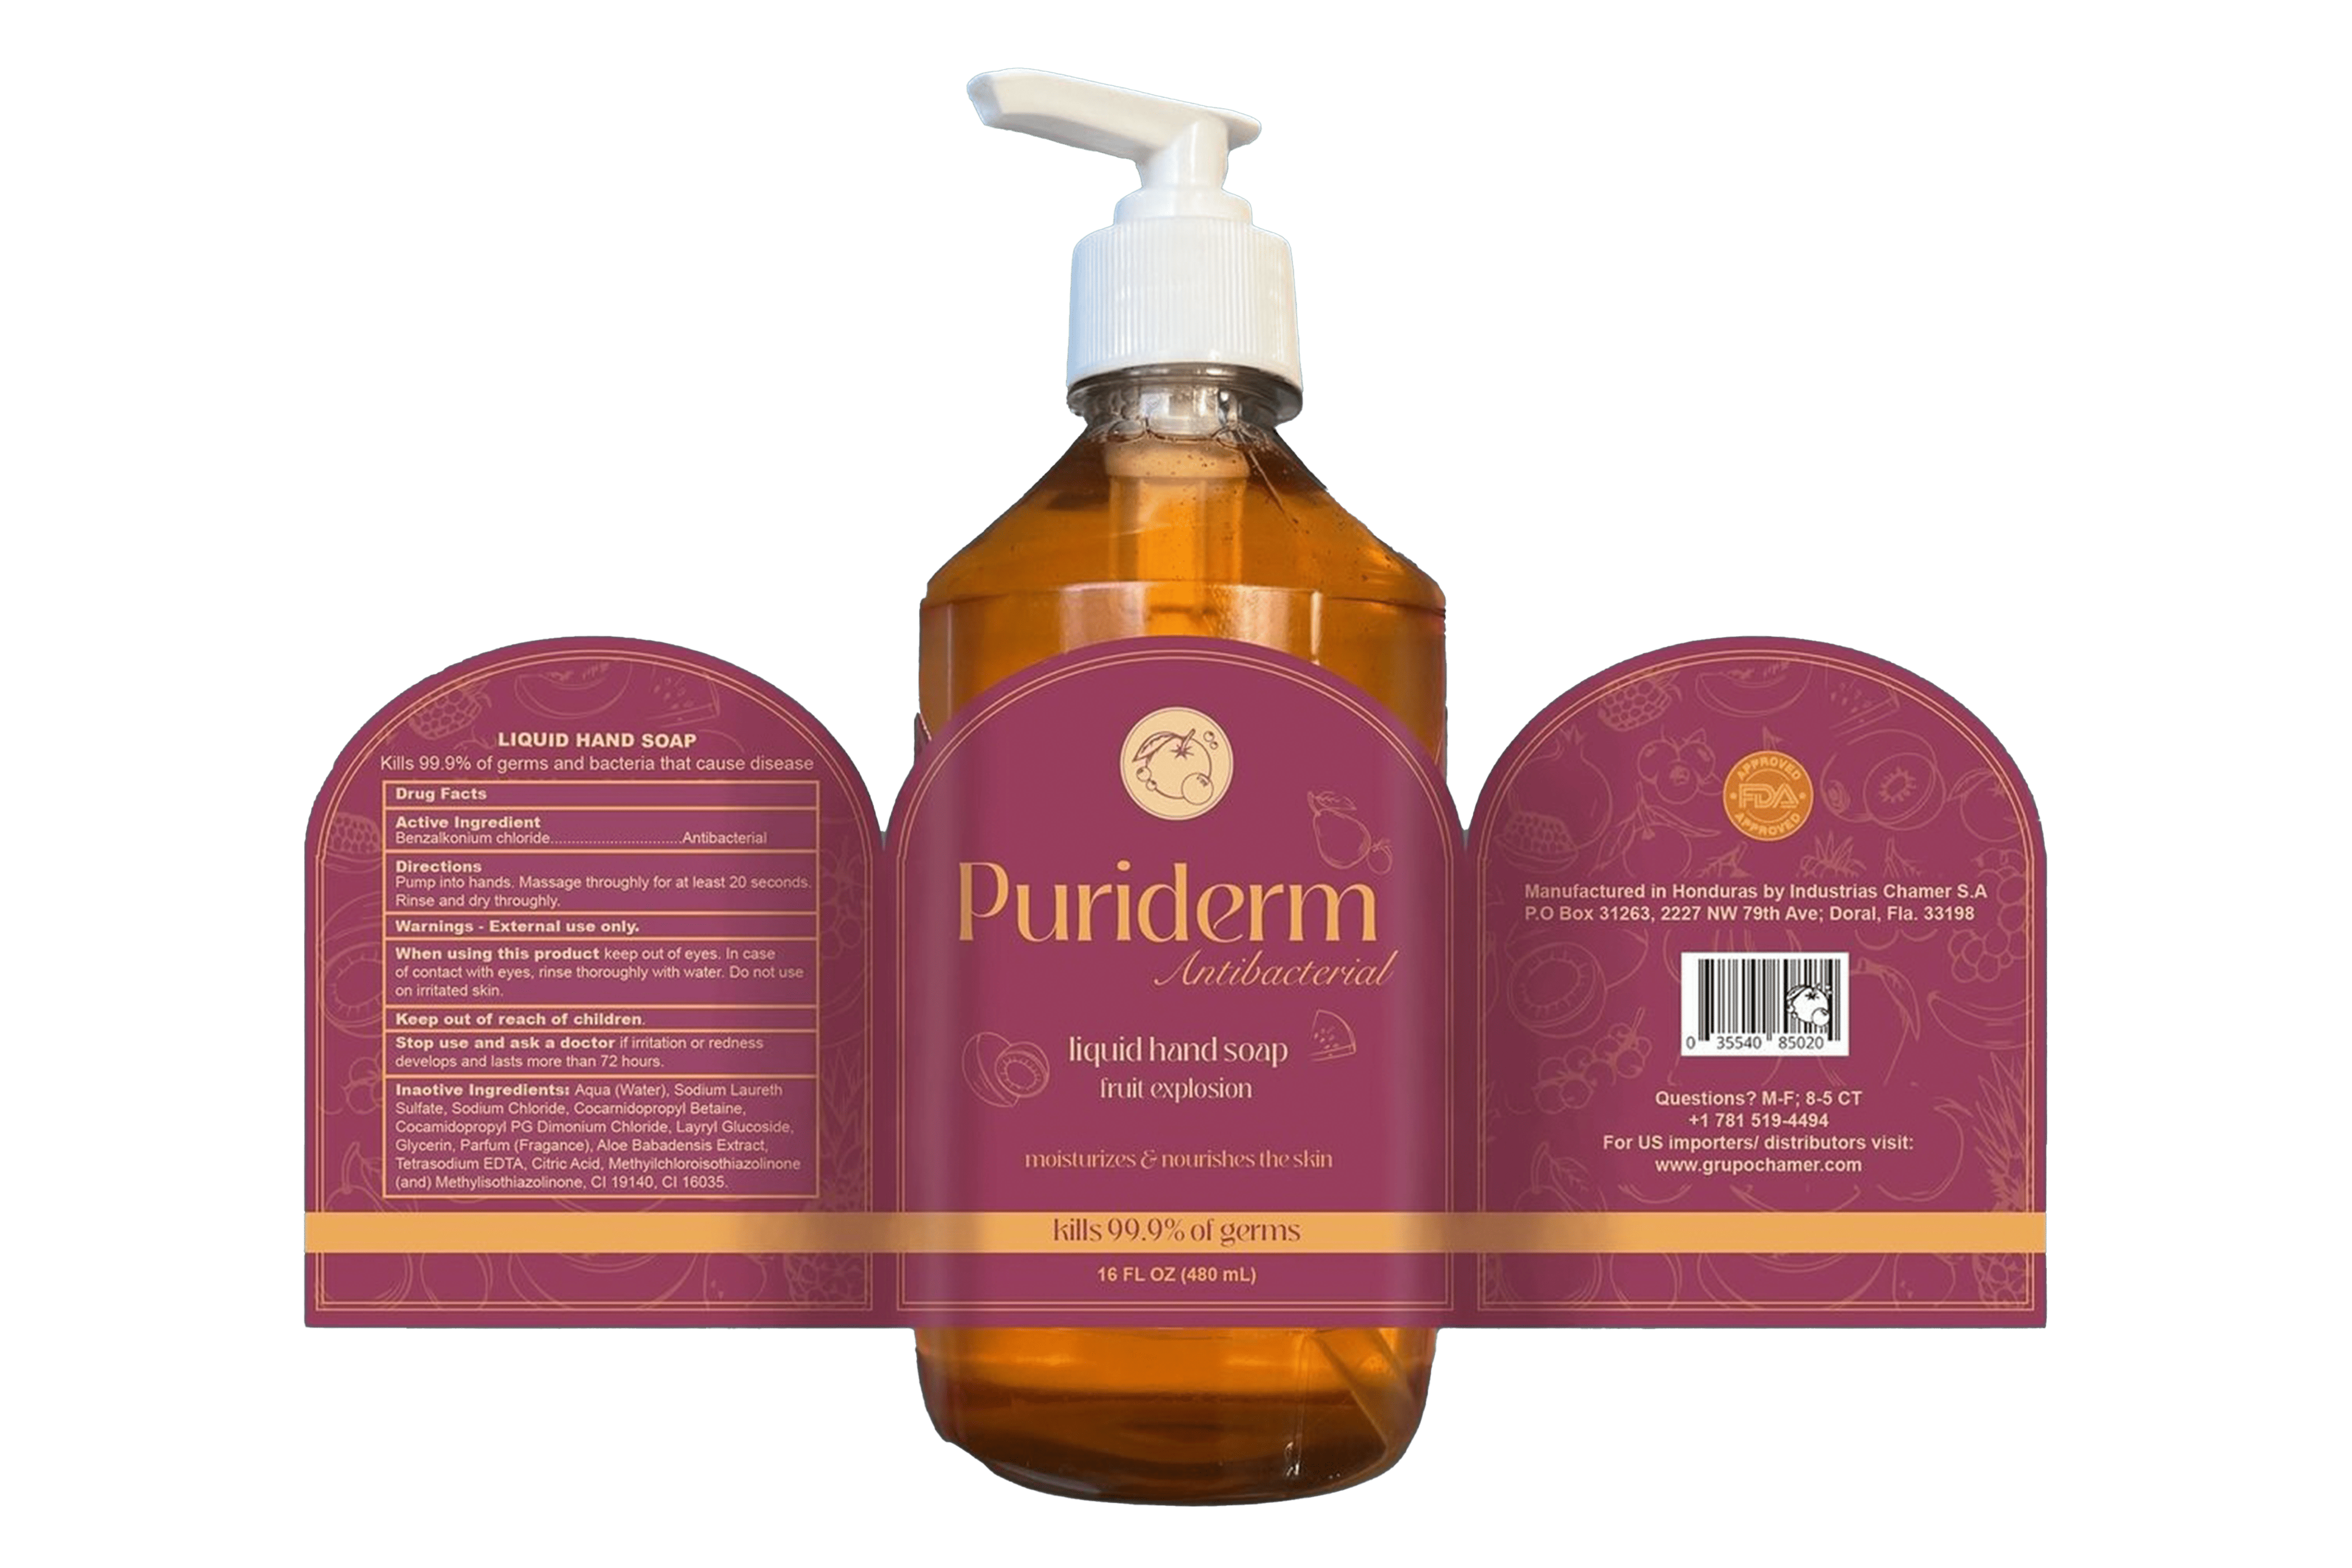 LIQUID HAND SOAP
Kills 99.9% of germs and bacteria that cause disease
Drug Facts
Active Ingredient
Benzalkonium chloride...............................Antibacterial
Directions
Pump into hands. Massage throughly for at least 20 seconds.
Rinse and dry throughly.
Warnings - External use only.
When using this product keep out of eyes. In case
of contact with eyes, rinse thoroughly with water. Do not use
on irritated skin.
Keep out of reach of children.
Stop use and ask a doctor if irritation or redness
develops and lasts more than 72 hours.
Inaotive Ingredients: Aqua (Water), Sodium Laureth
Sulfate, Sodium Chloride, Cocarnidopropyl Betaine,
Cocamidopropyl PG Dimonium Chloride, Layryl Glucoside,
Glycerin, Parfum (Fragance), Aloe Babadensis Extract,
Tetrasodium EDTA, Citric Acid, Methyilchloroisothiazolinone
(and) Methylisothiazolinone, CI 19140, CI 16035.
Puriderm
Antibacterial
liquid hand soap
fruit explosion
moisturizes & nourishes the skin
kills 99.9% of germs
16 FL OZ (480 mL)
APPROVED
FDA
APPROVED
Manufactured in Honduras by Industrias Chamer S.A
P.O Box 31263, 2227 NW 79th Ave; Doral, Fla. 33198
0 35540 85020
Questions? M-F; 8-5 CT
+1 781 519-4494
For US importers/ distributors visit:
www.grupochamer.com